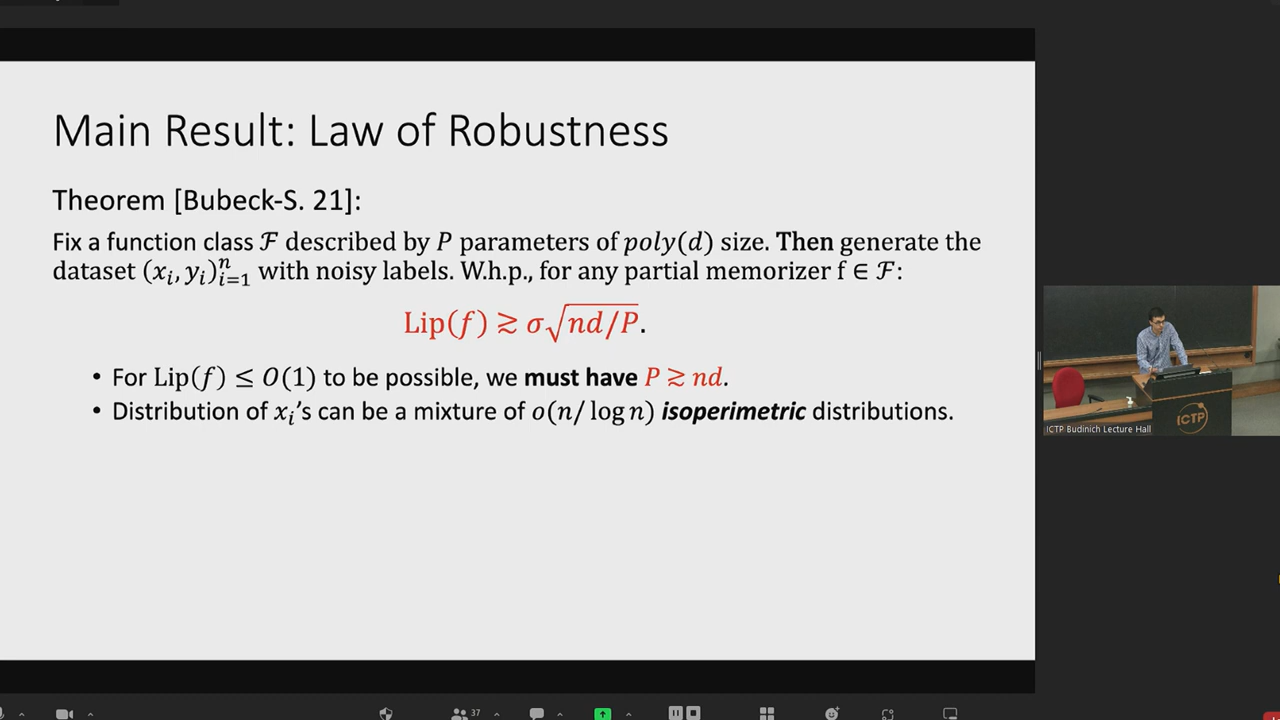 Main Result: Law of Robustness
Theorem [Bubeck-S. 21]:
Fix a function class ℱ described by P parameters of poly(d) size. Then generate the
dataset (xᵢ, yᵢ)ⁿᵢ₌₁ with noisy labels. W.h.p., for any partial memorizer f ∈ ℱ:
Lip(f) ≳ σ√(nd/P).
• For Lip(f) ≤ O(1) to be possible, we must have P ≳ nd.
• Distribution of xᵢ's can be a mixture of o(n/ log n) isoperimetric distributions.
ICTP
ICTP Budinich Lecture Hall
37